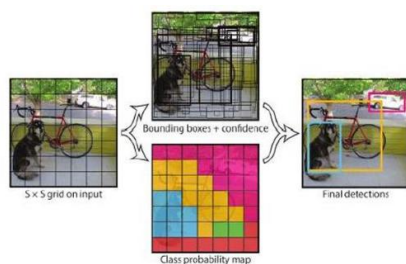 Bounding boxes + confidence
S × S grid on input
Final detections
Class probability map